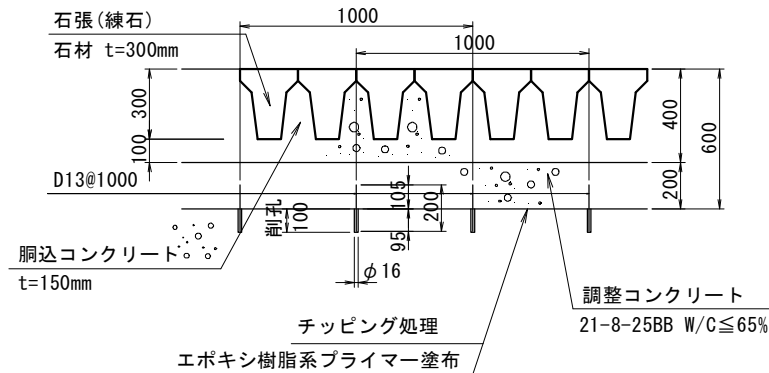 石張(練石)
石材 t=300mm
1000
1000
300
100
400
600
200
D13@1000
105
200
削孔
100
95
φ16
胴込コンクリート
t=150mm
調整コンクリート
21-8-25BB W/C≦65%
チッピング処理
エポキシ樹脂系プライマー塗布